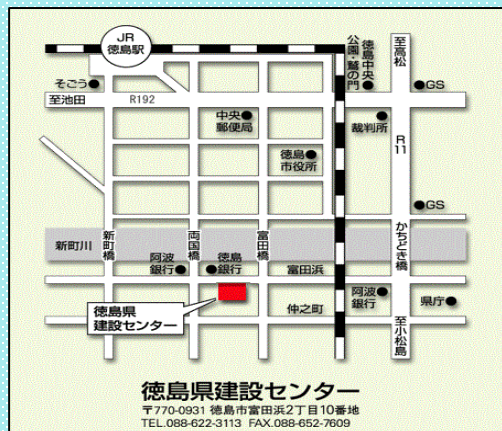 JR
徳島駅
徳島中央
公園・鷲の門
至高松
そごう
GS
至池田
R192
中央
郵便局
裁判所
徳島
市役所
R11
GS
新町川
新町橋
両国橋
富田橋
かちどき橋
阿波
銀行
徳島
銀行
富田浜
阿波
銀行
県庁
徳島県
建設センター
仲之町
至小松島
徳島県建設センター
〒770-0931 徳島市富田浜2丁目10番地
TEL.088-622-3113 FAX.088-652-7609